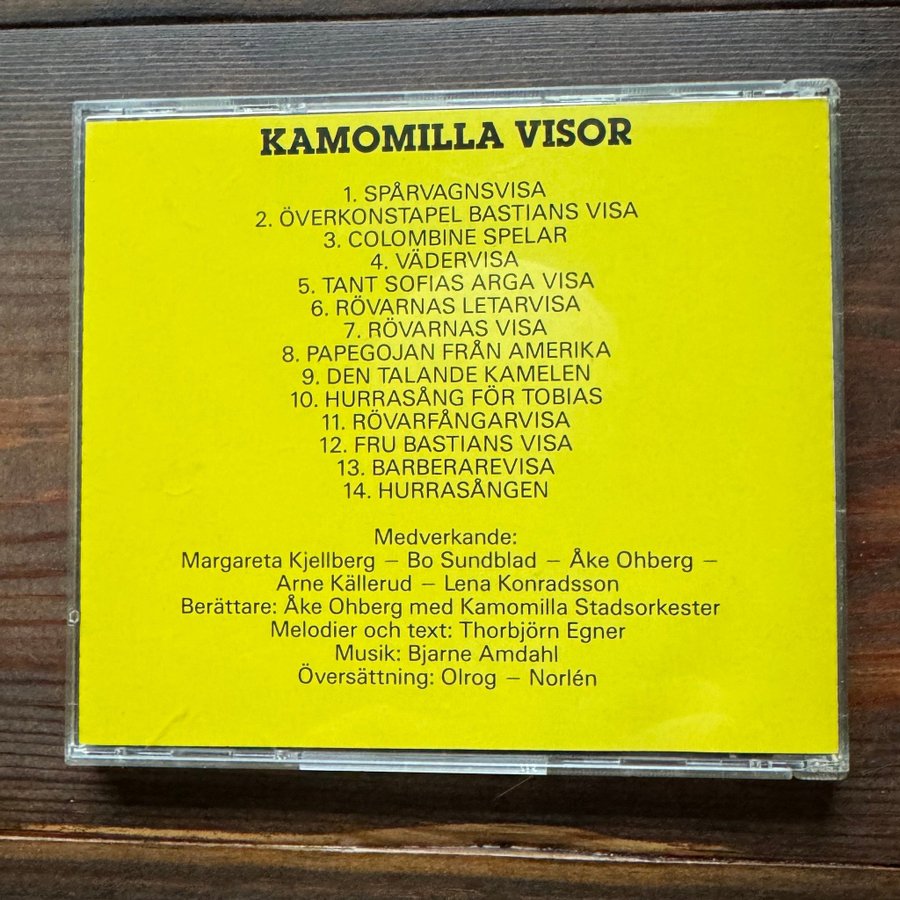 KAMOMILLA VISOR
1. SPÅRVAGNSVISA
2. ÖVERKONSTAPEL BASTIANS VISA
3. COLOMBINE SPELAR
4. VÄDERVISA
5. TANT SOFIAS ARGA VISA
6. RÖVARNAS LETARVISA
7. RÖVARNAS VISA
8. PAPEGOJAN FRÅN AMERIKA
9. DEN TALANDE KAMELEN
10. HURRASÅNG FÖR TOBIAS
11. RÖVARFÅNGARVISA
12. FRU BASTIANS VISA
13. BARBERAREVISA
14. HURRASÅNGEN
Medverkande:
Margareta Kjellberg – Bo Sundblad – Åke Ohberg –
Arne Källerud – Lena Konradsson
Berättare: Åke Ohberg med Kamomilla Stadsorkester
Melodier och text: Thorbjörn Egner
Musik: Bjarne Amdahl
Översättning: Olrog – Norlén